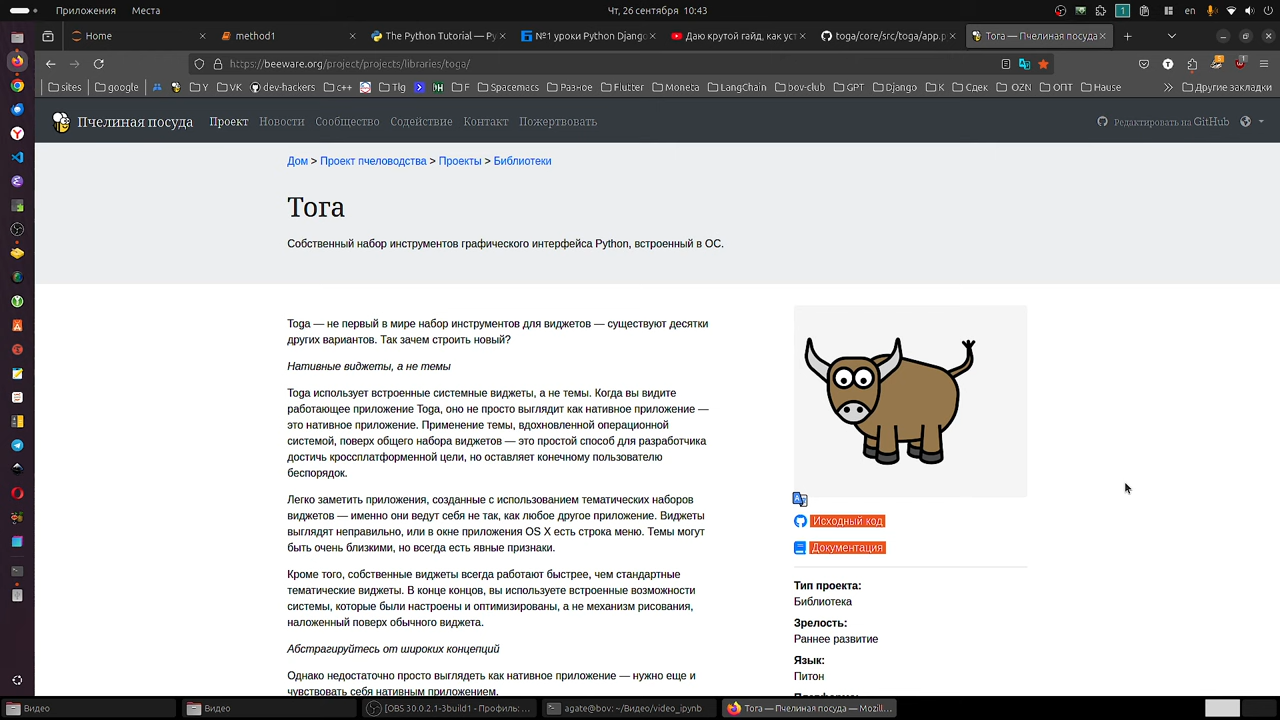 Приложения Места Чт, 26 сентября 10:43 1 en
Home method1 The Python Tutorial — Py №1 уроки Python Django Даю крутой гайд, как уст toga/core/src/toga/app.p Тога — Пчелиная посуда
https://beeware.org/project/projects/libraries/toga/
sites google Y VK dev-hackers c++ Tlg H F Spacemacs Разное Flutter Moneca LangChain bov-club GPT Django K Сдек OZN ОПТ Hause Другие закладки
Пчелиная посуда Проект Новости Сообщество Содействие Контакт Пожертвовать Редактировать на GitHub
Дом > Проект пчеловодства > Проекты > Библиотеки
Тога
Собственный набор инструментов графического интерфейса Python, встроенный в ОС.
Toga — не первый в мире набор инструментов для виджетов — существуют десятки
других вариантов. Так зачем строить новый?
Нативные виджеты, а не темы
Toga использует встроенные системные виджеты, а не темы. Когда вы видите
работающее приложение Toga, оно не просто выглядит как нативное приложение —
это нативное приложение. Применение темы, вдохновленной операционной
системой, поверх общего набора виджетов — это простой способ для разработчика
достичь кроссплатформенной цели, но оставляет конечному пользователю
беспорядок.
Легко заметить приложения, созданные с использованием тематических наборов
виджетов — именно они ведут себя не так, как любое другое приложение. Виджеты
выглядят неправильно, или в окне приложения OS X есть строка меню. Темы могут
быть очень близкими, но всегда есть явные признаки.
Кроме того, собственные виджеты всегда работают быстрее, чем стандартные
тематические виджеты. В конце концов, вы используете встроенные возможности
системы, которые были настроены и оптимизированы, а не механизм рисования,
наложенный поверх обычного виджета.
Абстрагируйтесь от широких концепций
Однако недостаточно просто выглядеть как нативное приложение — нужно еще и
чувствовать себя нативным приложением.
Исходный код
Документация
Тип проекта:
Библиотека
Зрелость:
Раннее развитие
Язык:
Питон
Платформа:
Видео Видео [OBS 30.0.2.1-3build1 - Профиль: ... agate@bov: ~/Видео/video_ipynb Тога — Пчелиная посуда — Mozil...